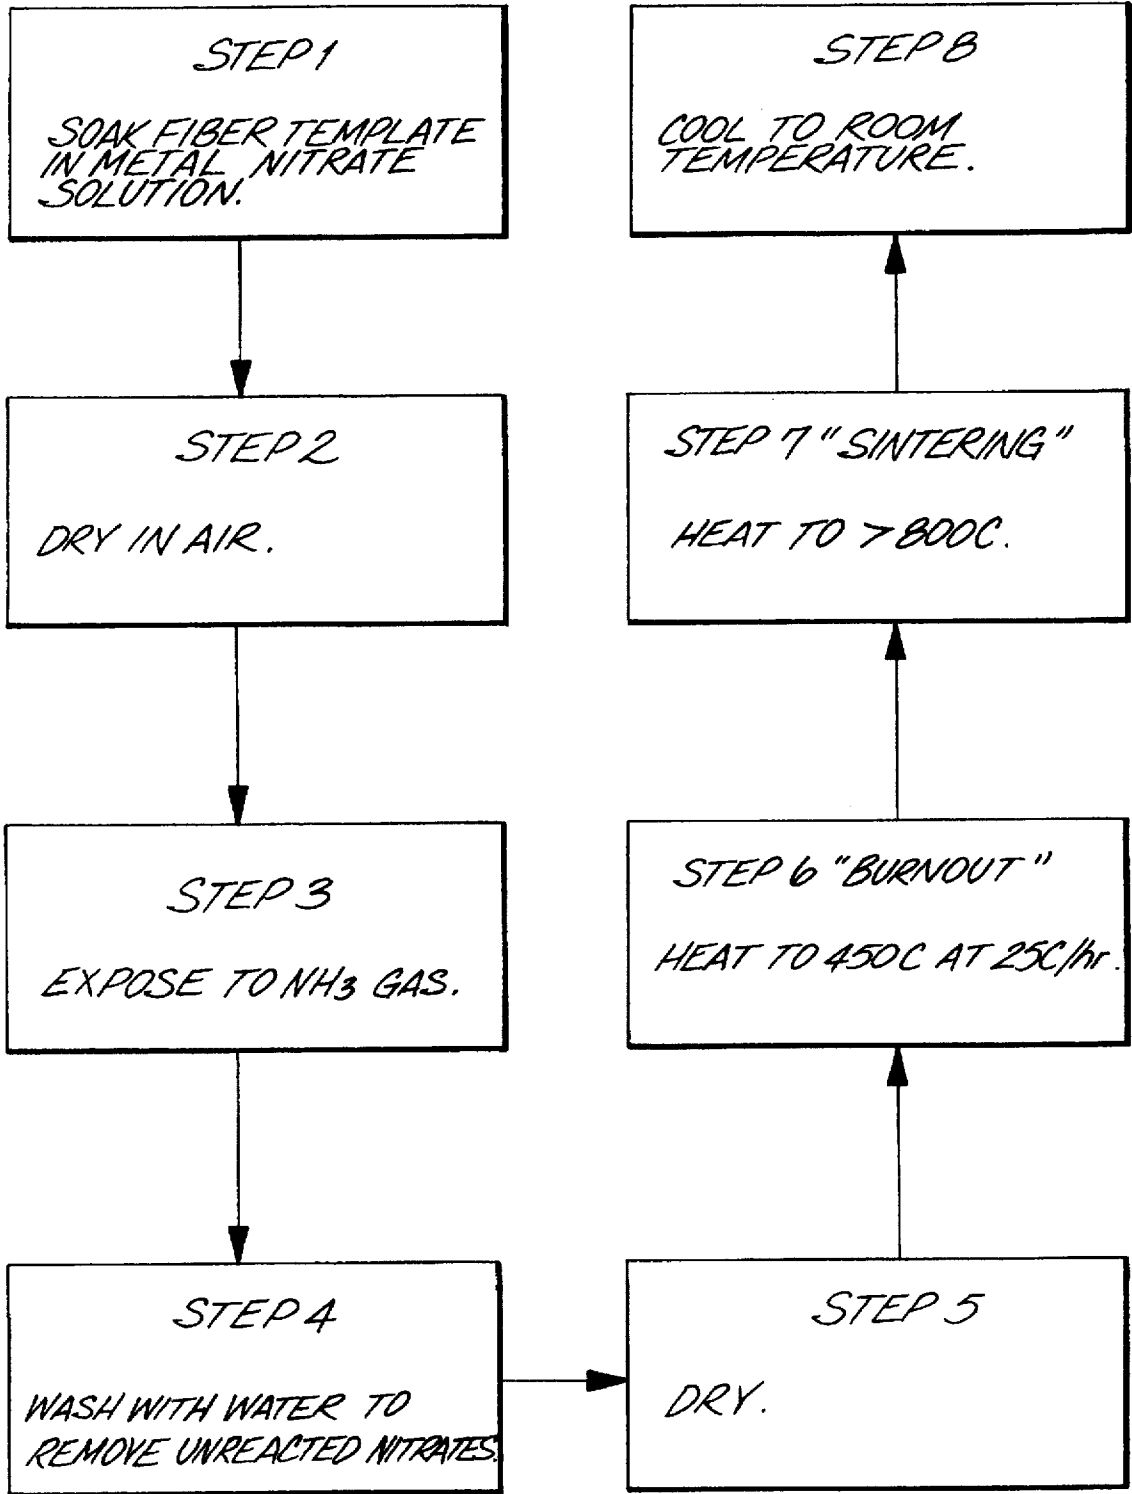 STEP 1
SOAK FIBER TEMPLATE
IN METAL NITRATE
SOLUTION.
STEP 2
DRY IN AIR.
STEP 3
EXPOSE TO NH3 GAS.
STEP 4
WASH WITH WATER TO
REMOVE UNREACTED NITRATES.
STEP 5
DRY.
STEP 6 "BURNOUT"
HEAT TO 450C AT 25C/hr.
STEP 7 "SINTERING"
HEAT TO >800C.
STEP 8
COOL TO ROOM
TEMPERATURE.